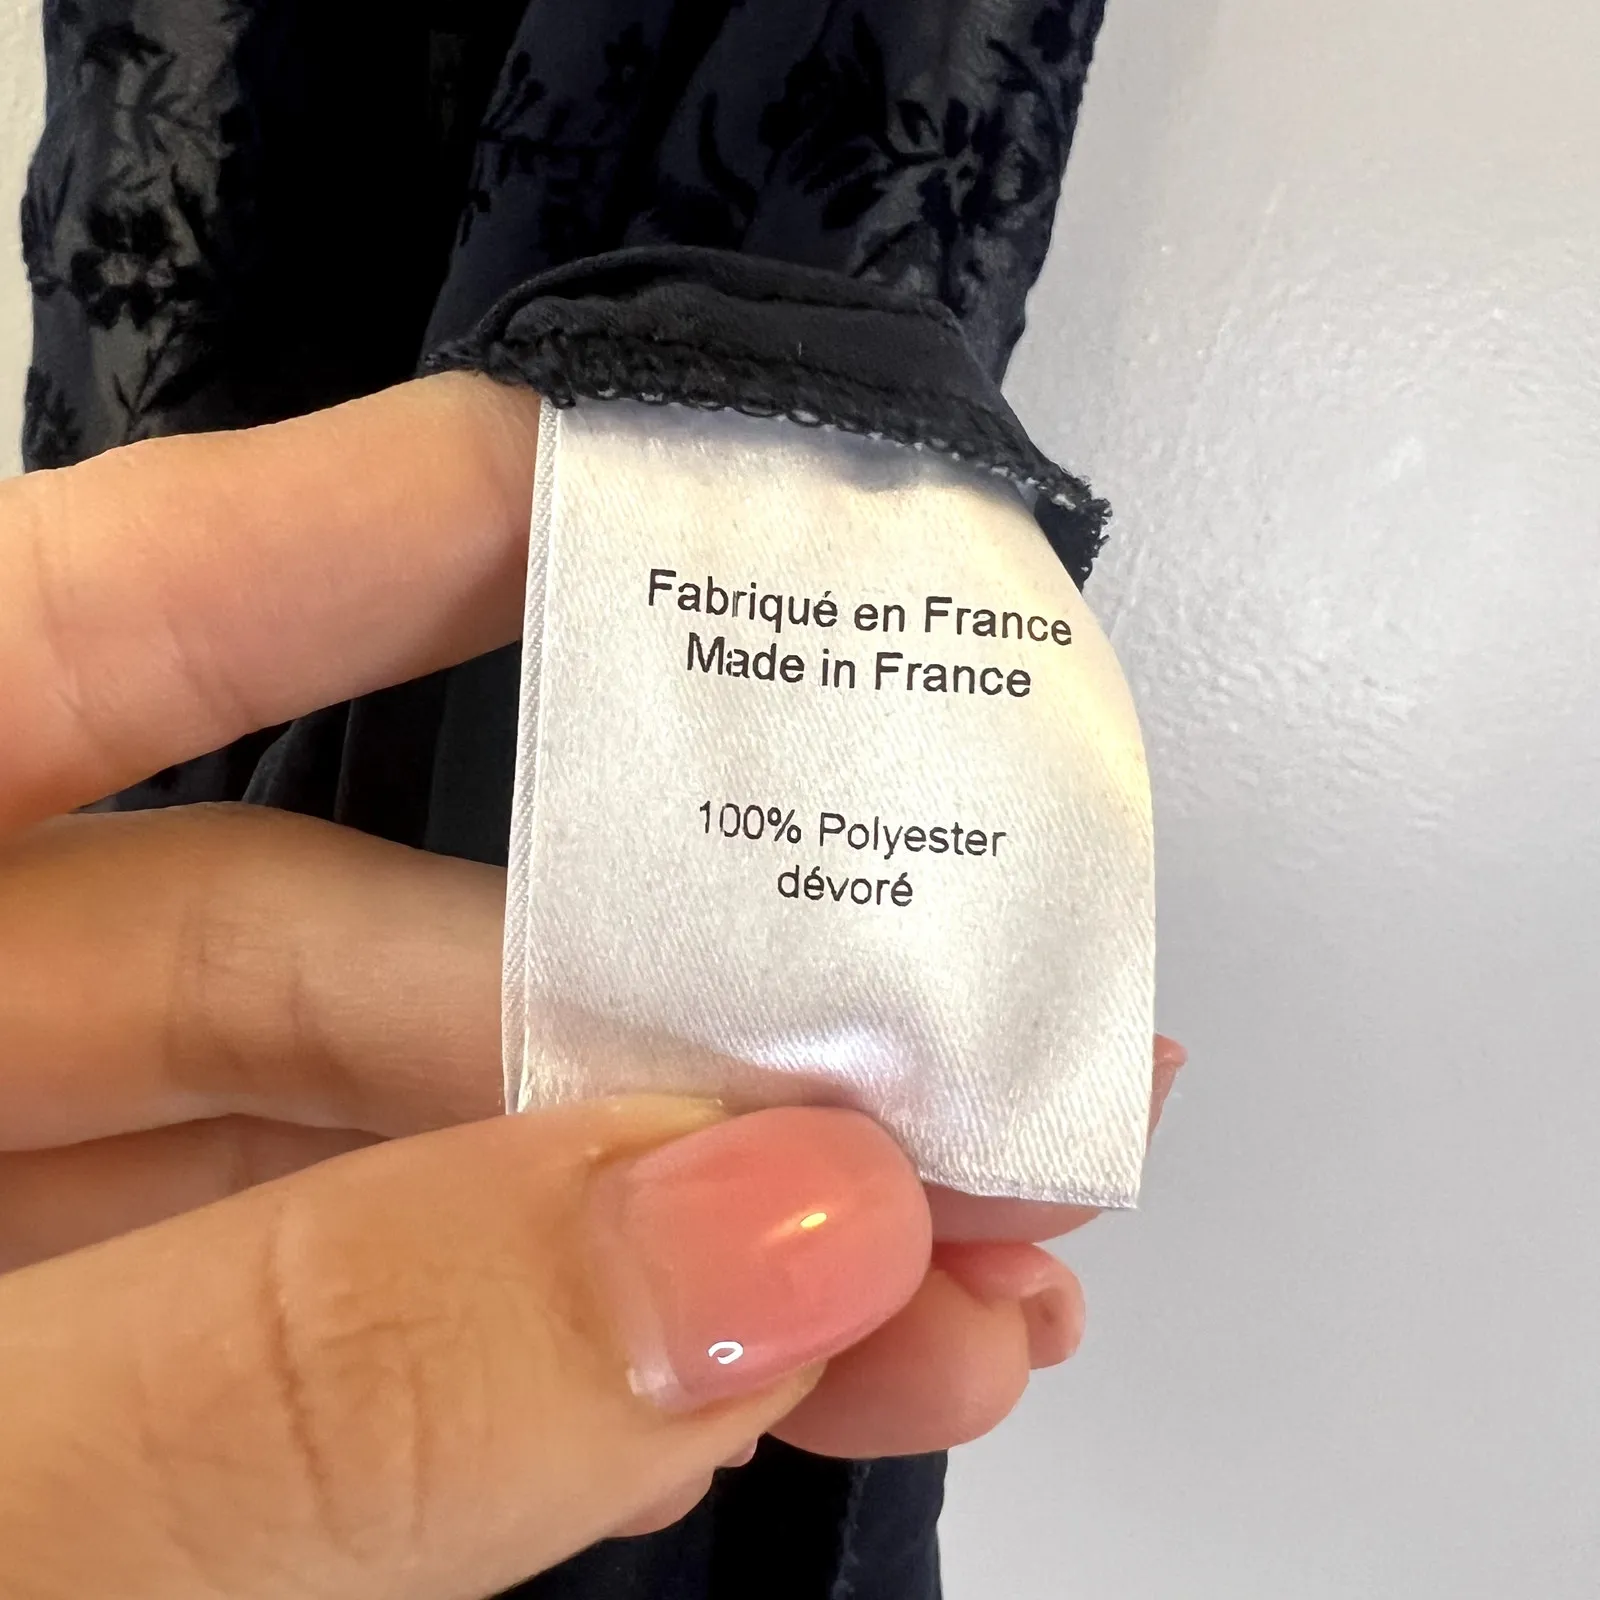 Fabriqué en France
Made in France
100% Polyester
dévoré